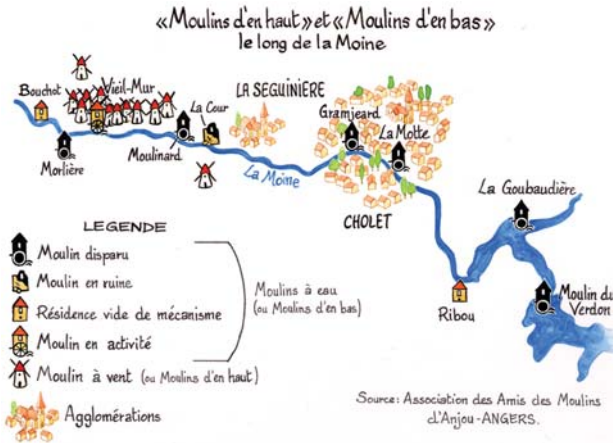 «Moulins d'en haut» et «Moulins d'en bas»
le long de la Moine
Bouchot
Vieil-Mur
La Cour
LA SEGUINIÈRE
Gramjeard
La Motte
Morlière
Moulinard
La Moine
CHOLET
La Goubaudière
Ribou
Moulin du
Verdon
LEGENDE
Moulin disparu
Moulin en ruine
Résidence vide de mécanisme
Moulin en activité
Moulins à eau
(ou Moulins d'en bas)
Moulin à vent (ou Moulins d'en haut)
Agglomérations
Source: Association des Amis des Moulins
d'Anjou-ANGERS.